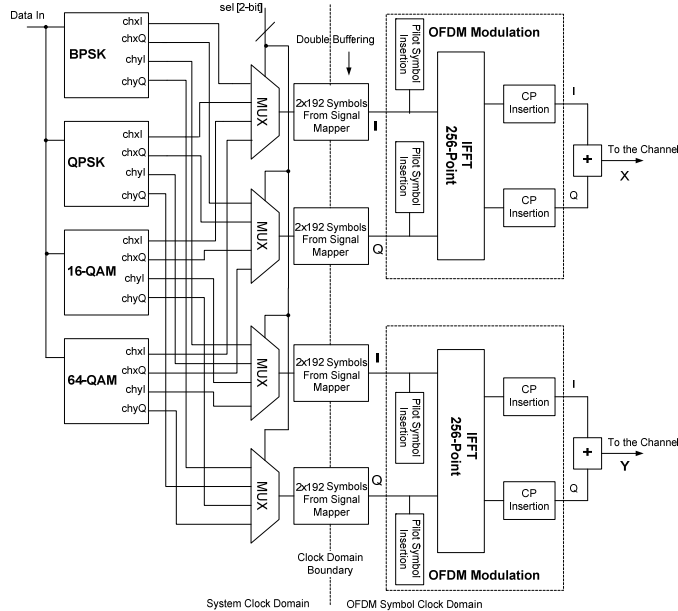 Data In
sel [2-bit]
BPSK
chxI
chxQ
chyI
chyQ
QPSK
chxI
chxQ
chyI
chyQ
16-QAM
chxI
chxQ
chyI
chyQ
64-QAM
chxI
chxQ
chyI
chyQ
MUX
MUX
MUX
MUX
Double Buffering
2x192 Symbols
From Signal
Mapper
I
2x192 Symbols
From Signal
Mapper
Q
2x192 Symbols
From Signal
Mapper
I
2x192 Symbols
From Signal
Mapper
Q
OFDM Modulation
Pilot Symbol
Insertion
Pilot Symbol
Insertion
IFFT
256-Point
CP
Insertion
I
CP
Insertion
Q
+
To the Channel
X
Pilot Symbol
Insertion
Pilot Symbol
Insertion
IFFT
256-Point
CP
Insertion
I
CP
Insertion
Q
+
To the Channel
Y
OFDM Modulation
Clock Domain
Boundary
System Clock Domain
OFDM Symbol Clock Domain